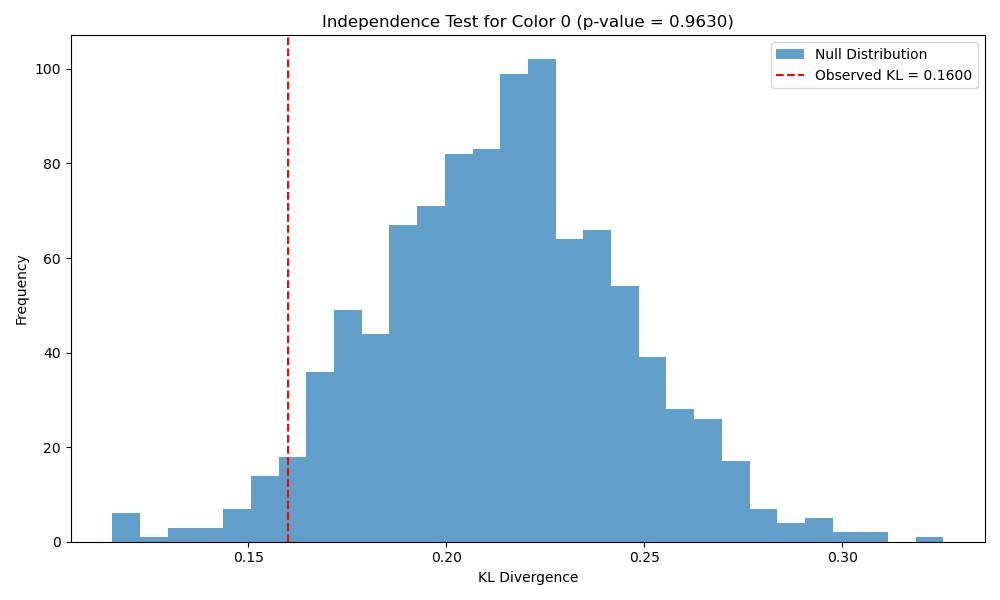 Independence Test for Color 0 (p-value = 0.9630)
Null Distribution
Observed KL = 0.1600
100
80
60
40
20
0
Frequency
0.15 0.20 0.25 0.30
KL Divergence